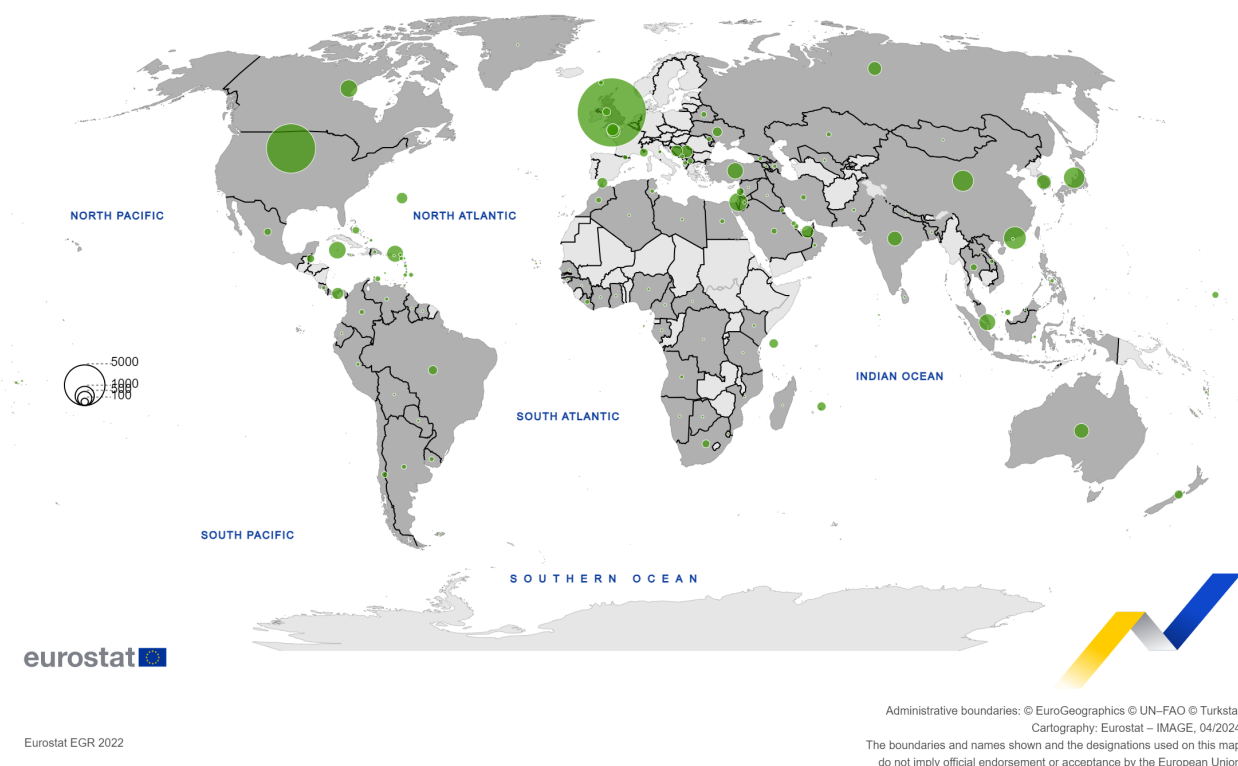 NORTH PACIFIC
NORTH ATLANTIC
5000
1000
500
100
INDIAN OCEAN
SOUTH ATLANTIC
SOUTH PACIFIC
SOUTHERN OCEAN
eurostat
Administrative boundaries: © EuroGeographics © UN–FAO © Turksta
Cartography: Eurostat – IMAGE, 04/2024
Eurostat EGR 2022
The boundaries and names shown and the designations used on this map
do not imply official endorsement or acceptance by the European Union